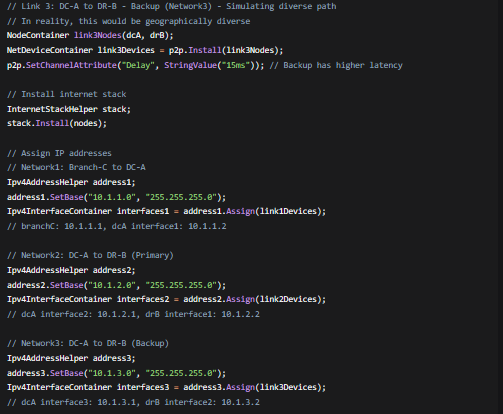 // Link 3: DC-A to DR-B - Backup (Network3) - Simulating diverse path
// In reality, this would be geographically diverse
NodeContainer link3Nodes(dcA, drB);
NetDeviceContainer link3Devices = p2p.Install(link3Nodes);
p2p.SetChannelAttribute("Delay", StringValue("15ms")); // Backup has higher latency
// Install internet stack
InternetStackHelper stack;
stack.Install(nodes);
// Assign IP addresses
// Network1: Branch-C to DC-A
Ipv4AddressHelper address1;
address1.SetBase("10.1.1.0", "255.255.255.0");
Ipv4InterfaceContainer interfaces1 = address1.Assign(link1Devices);
// branchC: 10.1.1.1, dcA interface1: 10.1.1.2
// Network2: DC-A to DR-B (Primary)
Ipv4AddressHelper address2;
address2.SetBase("10.1.2.0", "255.255.255.0");
Ipv4InterfaceContainer interfaces2 = address2.Assign(link2Devices);
// dcA interface2: 10.1.2.1, drB interface1: 10.1.2.2
// Network3: DC-A to DR-B (Backup)
Ipv4AddressHelper address3;
address3.SetBase("10.1.3.0", "255.255.255.0");
Ipv4InterfaceContainer interfaces3 = address3.Assign(link3Devices);
// dcA interface3: 10.1.3.1, drB interface2: 10.1.3.2